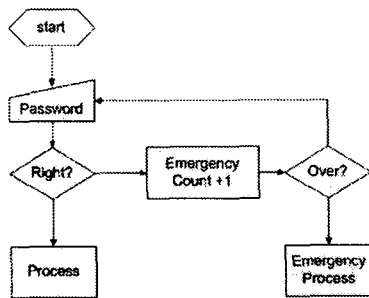 start
Password
Right?
Emergency
Count +1
Over?
Process
Emergency
Process